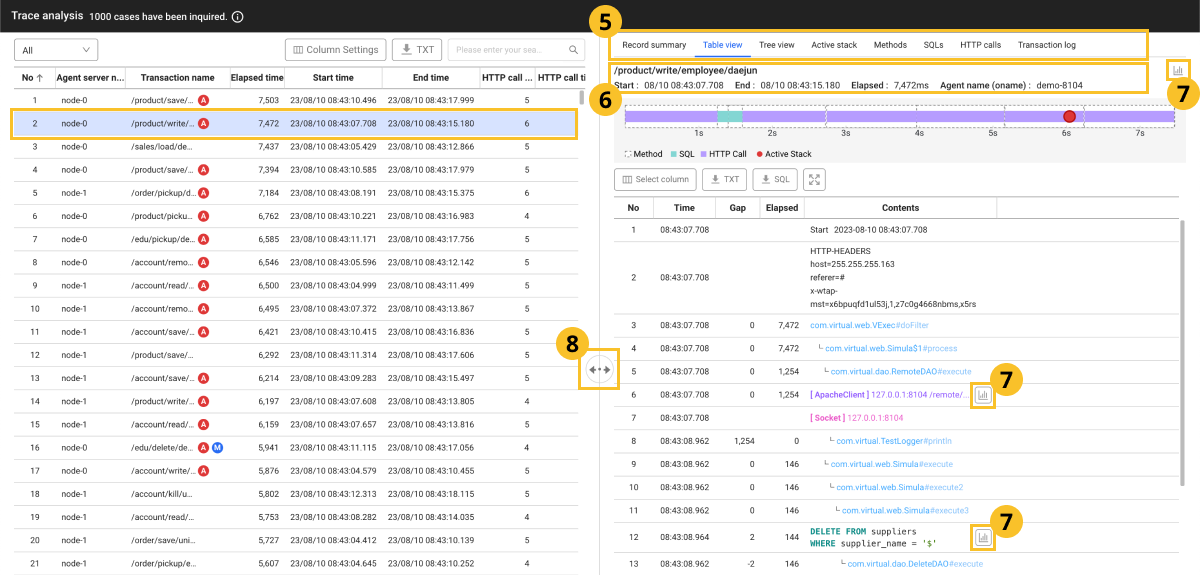 Trace analysis 1000 cases have been inquired.
All
Column Settings
TXT
Please enter your sea...
No Agent server n... Transaction name Elapsed time Start time End time HTTP call ... HTTP call ti
1 node-0 /product/save/... A 7,503 23/08/10 08:43:10.496 23/08/10 08:43:17.999 5
2 node-0 /product/write/... A 7,472 23/08/10 08:43:07.708 23/08/10 08:43:15.180 6
3 node-0 /sales/load/de... 7,437 23/08/10 08:43:05.429 23/08/10 08:43:12.866 5
4 node-0 /product/save/... A 7,394 23/08/10 08:43:10.585 23/08/10 08:43:17.979 5
5 node-1 /order/pickup/d... A 7,184 23/08/10 08:43:08.191 23/08/10 08:43:15.375 6
6 node-0 /product/picku... A 6,762 23/08/10 08:43:10.221 23/08/10 08:43:16.983 4
7 node-0 /edu/pickup/de... A 6,585 23/08/10 08:43:11.171 23/08/10 08:43:17.756 5
8 node-0 /account/remo... A 6,546 23/08/10 08:43:05.596 23/08/10 08:43:12.142 5
9 node-1 /account/read/... A 6,500 23/08/10 08:43:04.999 23/08/10 08:43:11.499 5
10 node-1 /account/remo... A 6,495 23/08/10 08:43:07.372 23/08/10 08:43:13.867 5
11 node-1 /account/save/... A 6,421 23/08/10 08:43:10.415 23/08/10 08:43:16.836 5
12 node-1 /product/save/... 6,292 23/08/10 08:43:11.314 23/08/10 08:43:17.606 5
13 node-1 /account/save/... A 6,214 23/08/10 08:43:09.283 23/08/10 08:43:15.497 5
14 node-1 /product/write/... A 6,197 23/08/10 08:43:07.608 23/08/10 08:43:13.805 5
15 node-1 /account/read/... A 6,159 23/08/10 08:43:07.657 23/08/10 08:43:13.816 5
16 node-0 /edu/delete/de... A M 5,941 23/08/10 08:43:11.115 23/08/10 08:43:17.056 4
17 node-1 /account/write/... A 5,876 23/08/10 08:43:04.579 23/08/10 08:43:10.455 5
18 node-1 /account/kill/u... 5,802 23/08/10 08:43:12.313 23/08/10 08:43:18.115 5
19 node-1 /account/read/... 5,753 23/08/10 08:43:08.282 23/08/10 08:43:14.035 4
20 node-1 /order/save/uni... 5,727 23/08/10 08:43:04.412 23/08/10 08:43:10.139 5
21 node-1 /order/pickup/e... 5,607 23/08/10 08:43:04.645 23/08/10 08:43:10.252 4
8
5
Record summary Table view Tree view Active stack Methods SQLs HTTP calls Transaction log
6
/product/write/employee/daejun
Start : 08/10 08:43:07.708 End : 08/10 08:43:15.180 Elapsed : 7,472ms Agent name (oname) : demo-8104
7
1s 2s 3s 4s 5s 6s 7s
Method SQL HTTP Call Active Stack
Select column
TXT
SQL
No Time Gap Elapsed Contents
1 08:43:07.708 Start 2023-08-10 08:43:07.708
2 08:43:07.708 HTTP-HEADERS
host=255.255.255.163
referer=#
x-wtap-
mst=x6bpuqfd1ul53j,1,z7c0g4668nbms,x5rs
3 08:43:07.708 0 7,472 com.virtual.web.VExec#doFilter
4 08:43:07.708 0 7,472 com.virtual.web.Simula$1#process
5 08:43:07.708 0 1,254 com.virtual.dao.RemoteDAO#execute
6 08:43:07.708 0 1,254 [ ApacheClient ] 127.0.0.1:8104 /remote/...
7
7 08:43:07.708 [ Socket ] 127.0.0.1:8104
8 08:43:08.962 1,254 0 com.virtual.TestLogger#println
9 08:43:08.962 0 146 com.virtual.web.Simula#execute
10 08:43:08.962 0 146 com.virtual.web.Simula#execute2
11 08:43:08.962 0 146 com.virtual.web.Simula#execute3
12 08:43:08.964 2 144 DELETE FROM suppliers
WHERE supplier_name = '$'
7
13 08:43:08.962 -2 146 com.virtual.dao.DeleteDAO#execute